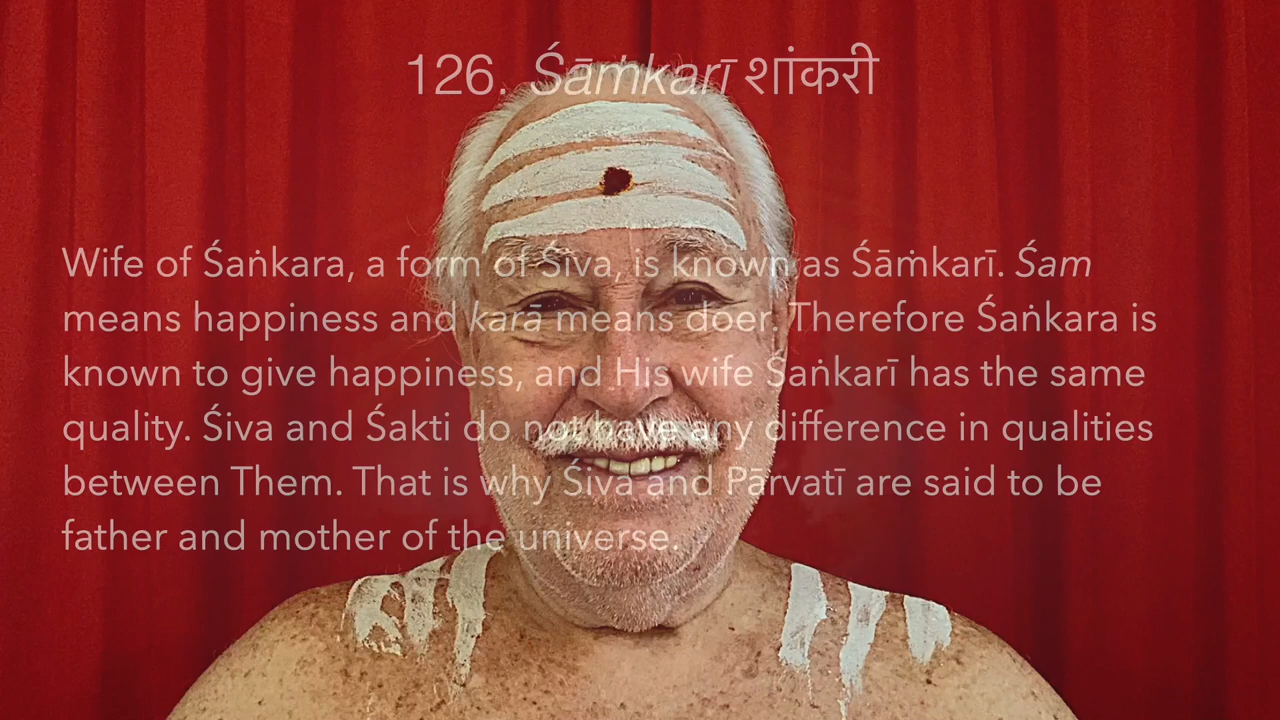 126. Śāṁkarī शांकरी
Wife of Śaṅkara, a form of Śiva, is known as Śāṁkarī. Śam
means happiness and karā means doer. Therefore Śaṅkara is
known to give happiness, and His wife Śaṅkarī has the same
quality. Śiva and Śakti do not have any difference in qualities
between Them. That is why Śiva and Pārvatī are said to be
father and mother of the universe.